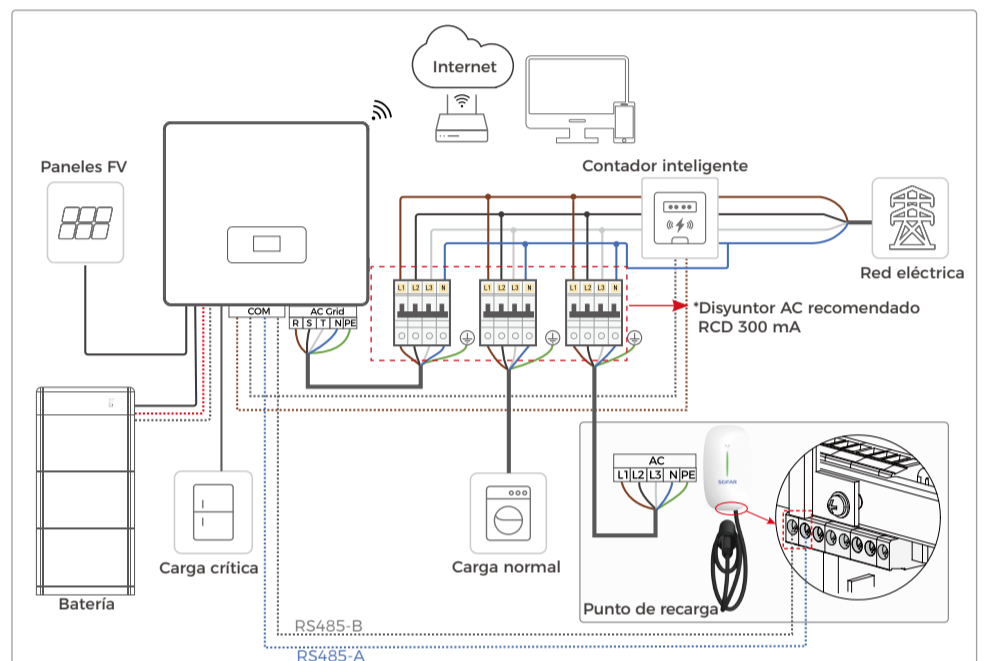 Internet
Paneles FV
Contador inteligente
Red eléctrica
L1 L2 L3 N
L1 L2 L3 N
L1 L2 L3 N
*Disyuntor AC recomendado
RCD 300 mA
COM
AC Grid
R S T N PE
AC
L1 L2 L3 N PE
SOFAR
Carga crítica
Carga normal
Batería
Punto de recarga
RS485-B
RS485-A